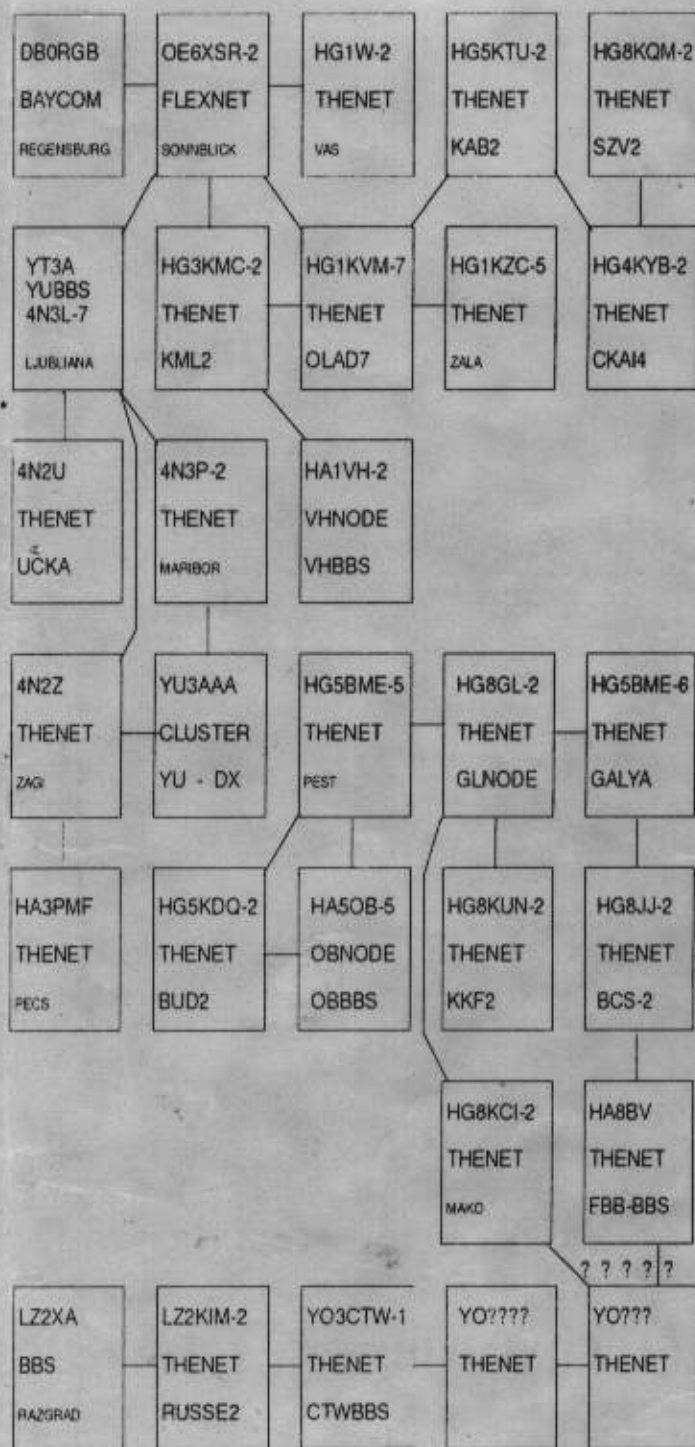 DB0RGB
BAYCOM
REGENSBURG
OE6XSR-2
FLEXNET
SONNBLICK
HG1W-2
THENET
VAS
HG5KTU-2
THENET
KAB2
HG8KQM-2
THENET
SZV2
YT3A
YUBBS
4N3L-7
LJUBLIANA
HG3KMC-2
THENET
KML2
HG1KVM-7
THENET
OLAD7
HG1KZC-5
THENET
ZALA
HG4KYB-2
THENET
CKAI4
4N2U
THENET
UCKA
4N3P-2
THENET
MARIBOR
HA1VH-2
VHNODE
VHBBS
4N2Z
THENET
ZAGI
YU3AAA
CLUSTER
YU - DX
HG5BME-5
THENET
PEST
HG8GL-2
THENET
GLNODE
HG5BME-6
THENET
GALYA
HA3PMF
THENET
PECS
HG5KDQ-2
THENET
BUD2
HA5OB-5
OBNODE
OBBBS
HG8KUN-2
THENET
KKF2
HG8JJ-2
THENET
BCS-2
HG8KCI-2
THENET
MAKO
HA8BV
THENET
FBB-BBS
? ? ? ? ?
LZ2XA
BBS
RAZGRAD
LZ2KIM-2
THENET
RUSSE2
YO3CTW-1
THENET
CTWBBS
YO????
THENET
YO???
THENET